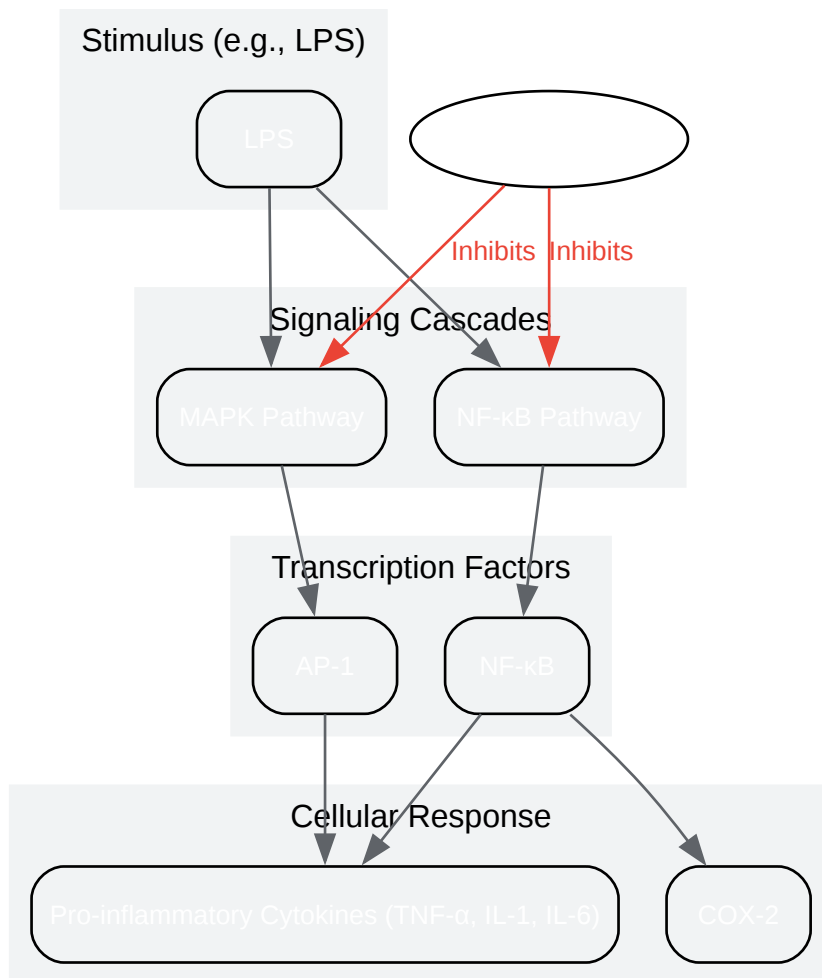 Stimulus (e.g., LPS)
LPS
Inhibits
Inhibits
Signaling Cascades
MAPK Pathway
NF-κB Pathway
Transcription Factors
AP-1
NF-κB
Cellular Response
Pro-inflammatory Cytokines (TNF-α, IL-1, IL-6)
COX-2